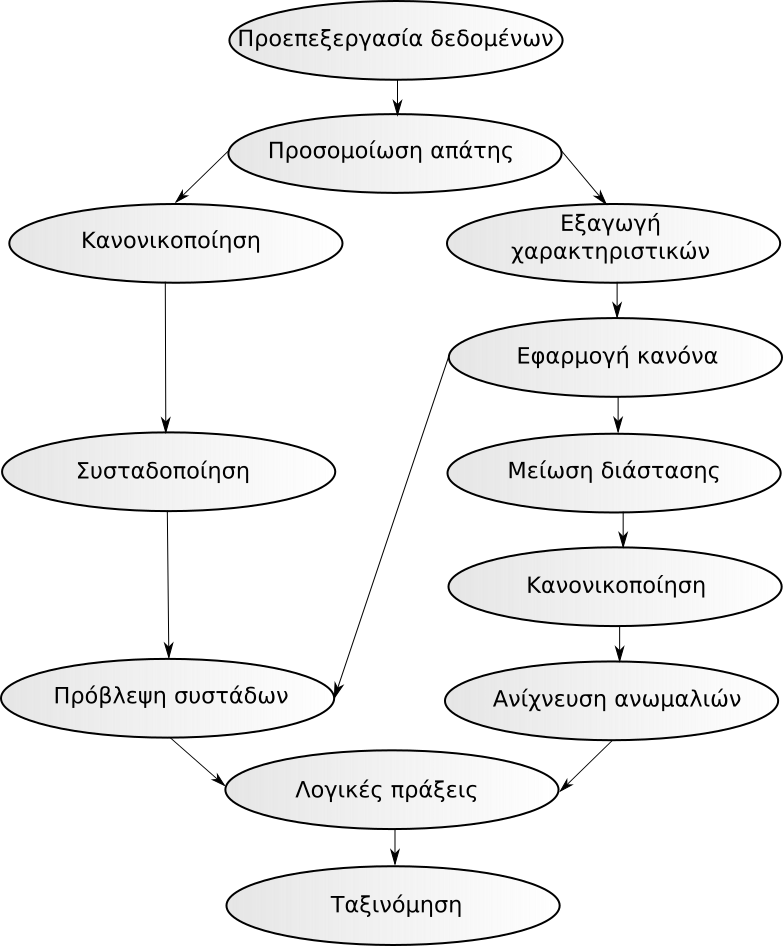 Προεπεξεργασία δεδομένων
Προσομοίωση απάτης
Κανονικοποίηση
Εξαγωγή
χαρακτηριστικών
Εφαρμογή κανόνα
Συσταδοποίηση
Μείωση διάστασης
Κανονικοποίηση
Πρόβλεψη συστάδων
Ανίχνευση ανωμαλιών
Λογικές πράξεις
Ταξινόμηση